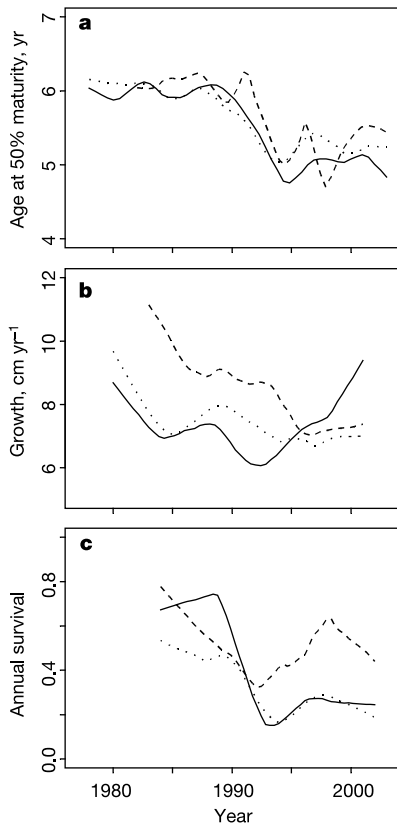 a
Age at 50% maturity, yr
7
6
5
4
b
Growth, cm yr⁻¹
12
10
8
6
c
Annual survival
0.8
0.4
0.0
1980
1990
2000
Year